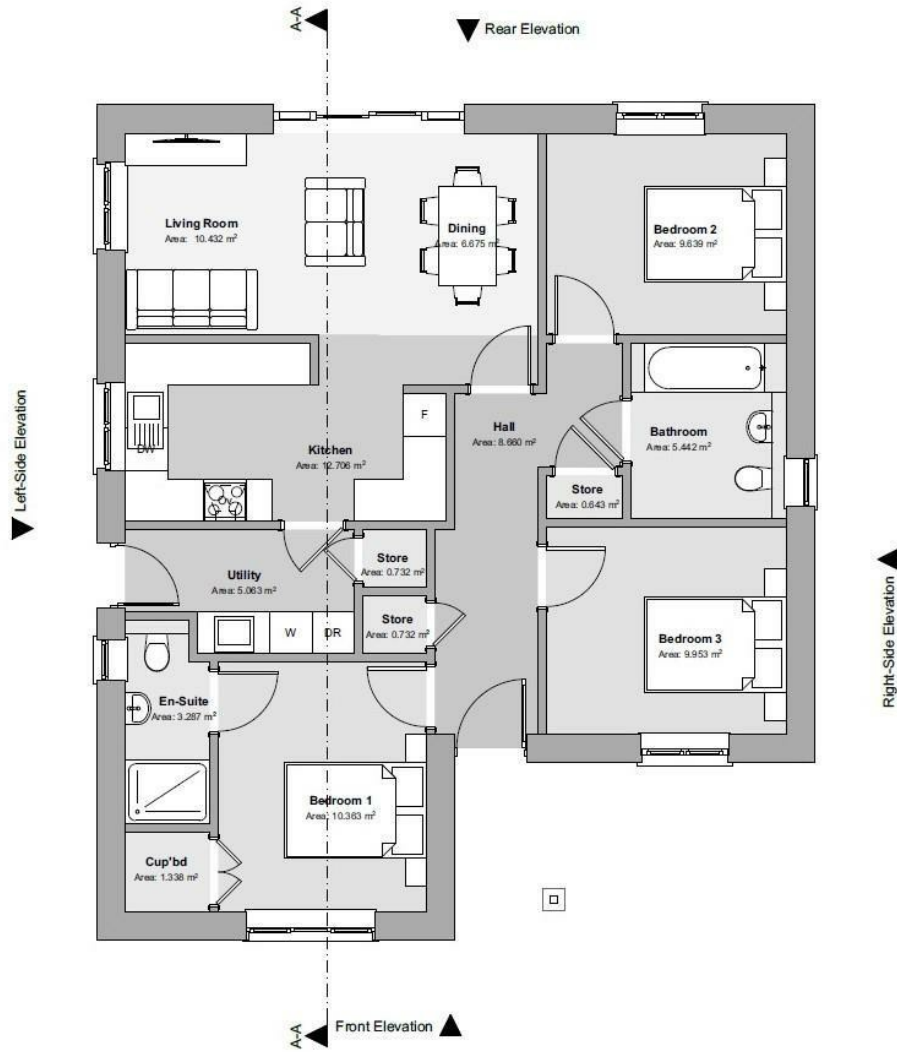 A-A
Rear Elevation
Living Room
Area: 10.432 m²
Dining
Area: 6.675 m²
Bedroom 2
Area: 9.639 m²
Left-Side Elevation
DW
Kitchen
Area: 12.706 m²
F
Hall
Area: 8.660 m²
Bathroom
Area: 5.442 m²
Store
Area: 0.643 m²
Utility
Area: 5.063 m²
Store
Area: 0.732 m²
Store
Area: 0.732 m²
W
DR
Bedroom 3
Area: 9.953 m²
Right-Side Elevation
En-Suite
Area: 3.287 m²
Bedroom 1
Area: 10.363 m²
Cup'bd
Area: 1.338 m²
A-A
Front Elevation